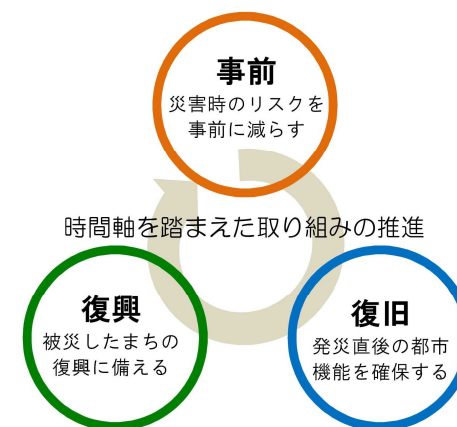 事前
災害時のリスクを
事前に減らす
時間軸を踏まえた取り組みの推進
復興
被災したまちの
復興に備える
復旧
発災直後の都市
機能を確保する